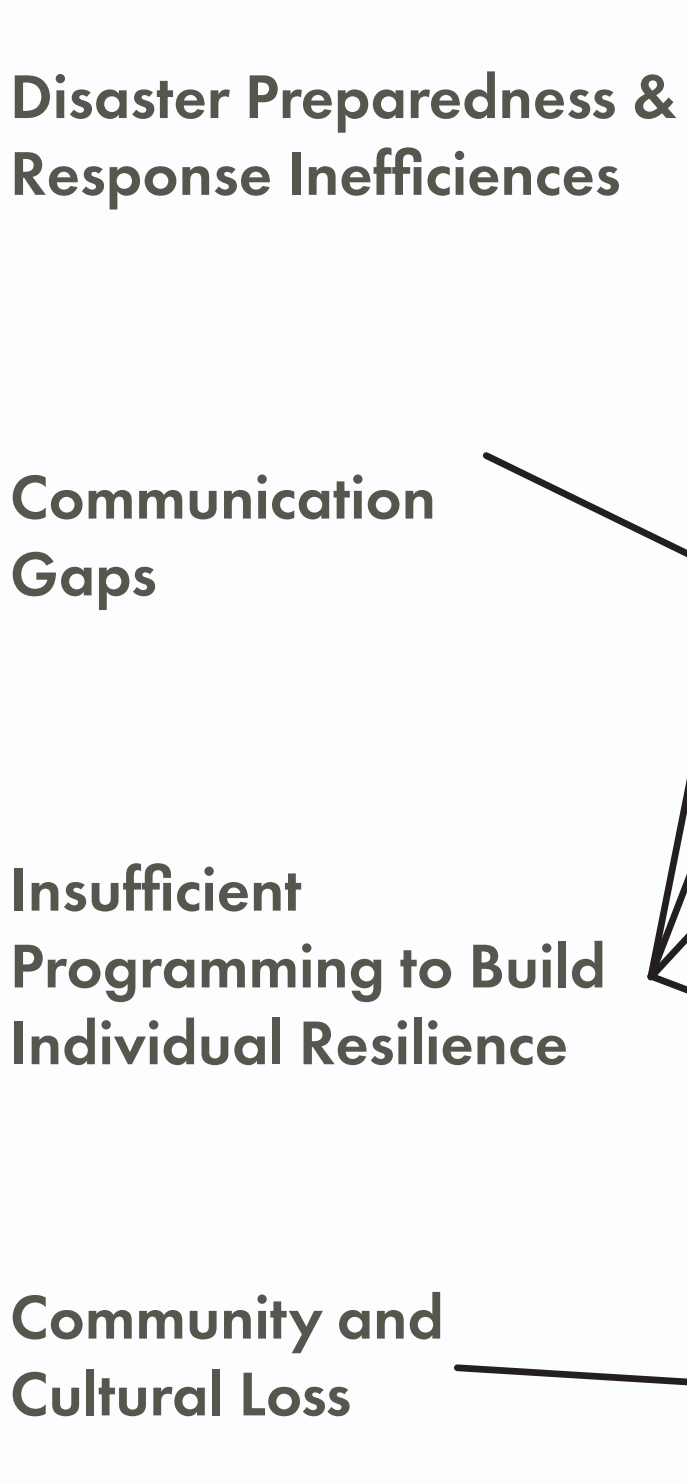 Disaster Preparedness &
Response Inefficiences
Communication
Gaps
Insufficient
Programming to Build
Individual Resilience
Community and
Cultural Loss